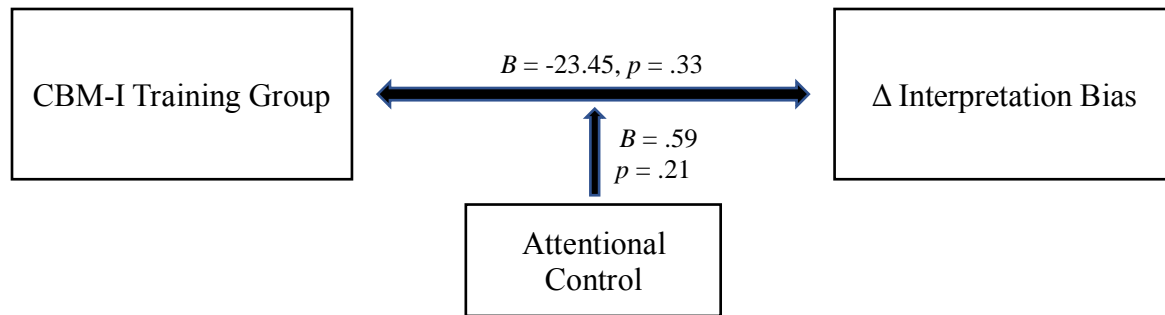 B = -23.45, p = .33
CBM-I Training Group
Δ Interpretation Bias
B = .59
p = .21
Attentional
Control